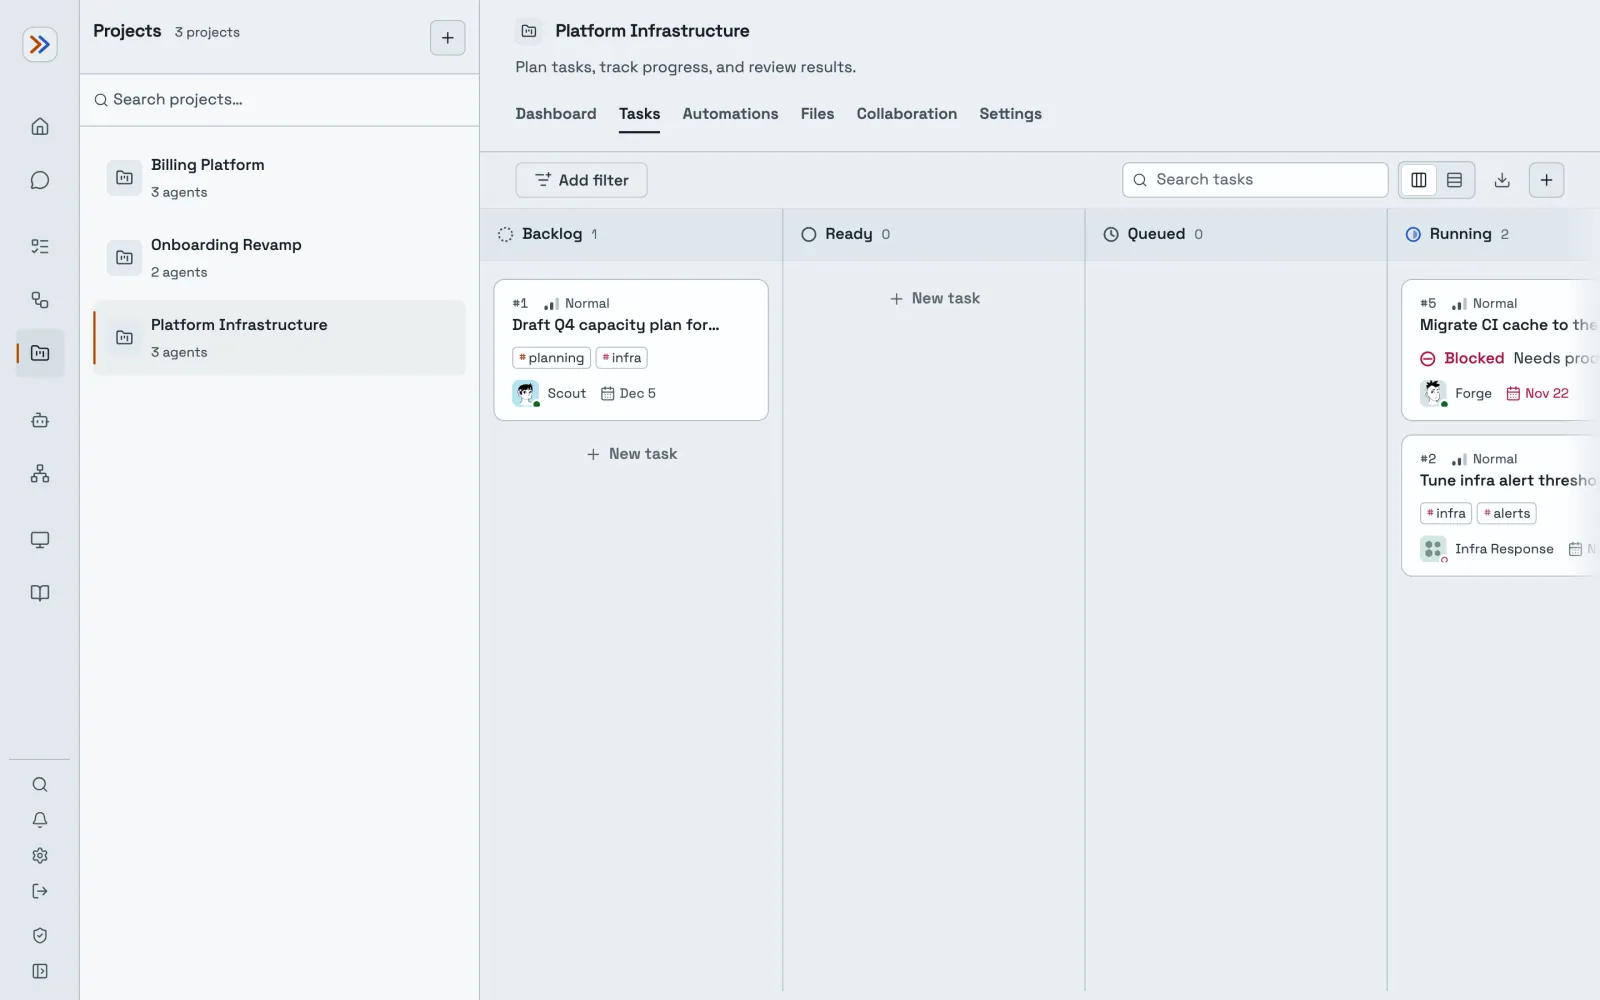 Projects 3 projects
Search projects...
Billing Platform
3 agents
Onboarding Revamp
2 agents
Platform Infrastructure
3 agents
Platform Infrastructure
Plan tasks, track progress, and review results.
Dashboard Tasks Automations Files Collaboration Settings
Add filter
Search tasks
Backlog 1
#1 Normal
Draft Q4 capacity plan for...
#planning #infra
Scout Dec 5
New task
Ready 0
New task
Queued 0
Running 2
#5 Normal
Migrate CI cache to the
Blocked Needs
Forge Nov 22
#2 Normal
Tune infra alert
#infra #alerts
Infra Response